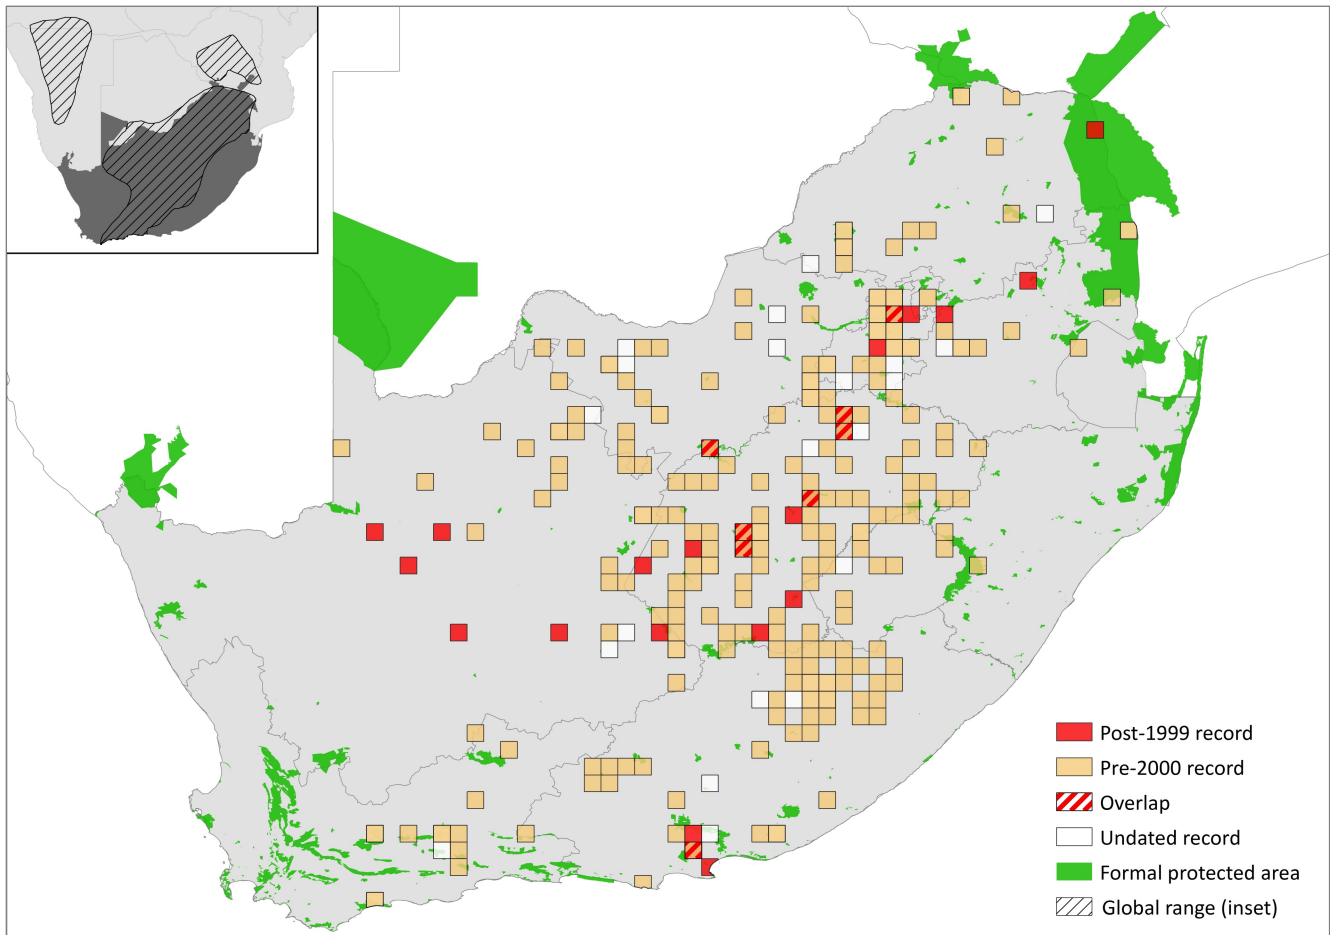 Post-1999 record
Pre-2000 record
Overlap
Undated record
Formal protected area
Global range (inset)